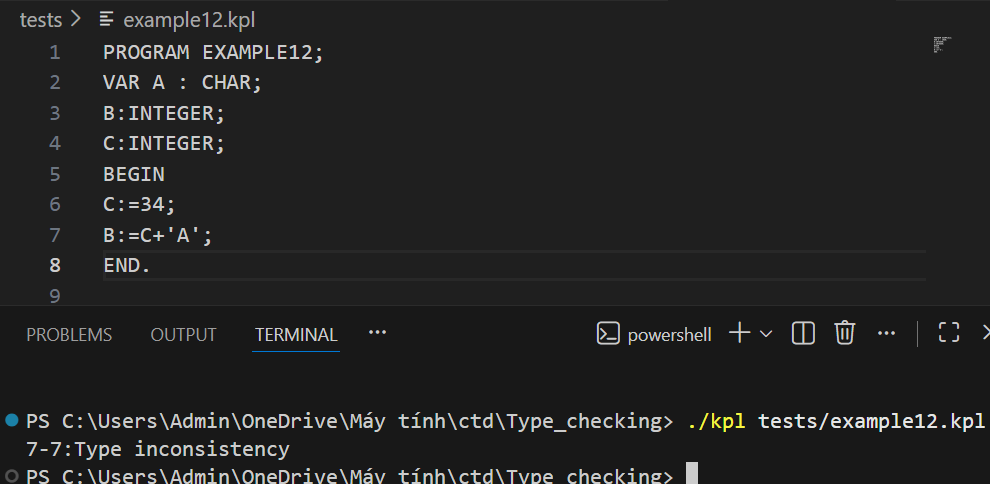 tests > example12.kpl
1 PROGRAM EXAMPLE12;
2 VAR A : CHAR;
3 B:INTEGER;
4 C:INTEGER;
5 BEGIN
6 C:=34;
7 B:=C+'A';
8 END.
9
PROBLEMS OUTPUT TERMINAL ... powershell
PS C:\Users\Admin\OneDrive\Máy tính\ctd\Type_checking> ./kpl tests/example12.kpl
7-7:Type inconsistency
PS C:\Users\Admin\OneDrive\Máy tính\ctd\Type_checking>